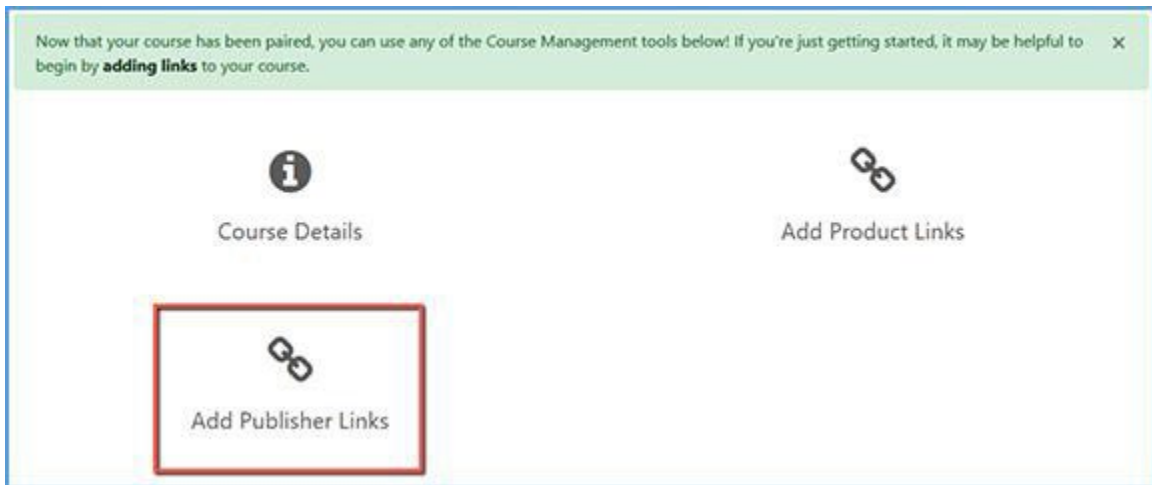 Now that your course has been paired, you can use any of the Course Management tools below! If you're just getting started, it may be helpful to
begin by adding links to your course.
Course Details
Add Product Links
Add Publisher Links